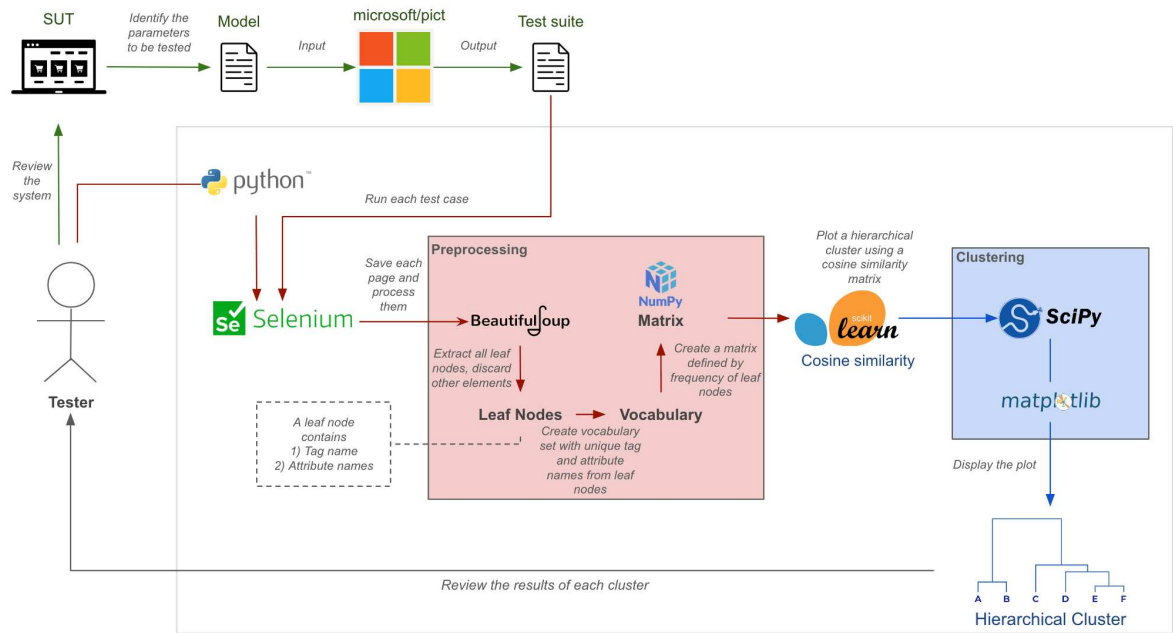 SUT
Identify the
parameters
to be tested
Model
Input
microsoft/pict
Output
Test suite
Review
the
system
python™
Run each test case
Se Selenium
Save each
page and
process
them
Preprocessing
BeautifulSoup
Extract all leaf
nodes, discard
other elements
Leaf Nodes
A leaf node
contains
1) Tag name
2) Attribute names
Create vocabulary
set with unique tag
and attribute
names from leaf
nodes
Vocabulary
Create a matrix
defined by
frequency of leaf
nodes
NumPy
Matrix
Plot a hierarchical
cluster using a
cosine similarity
matrix
scikit
learn
Cosine similarity
Clustering
SciPy
matplotlib
Display the plot
A B C D E F
Hierarchical Cluster
Review the results of each cluster
Tester